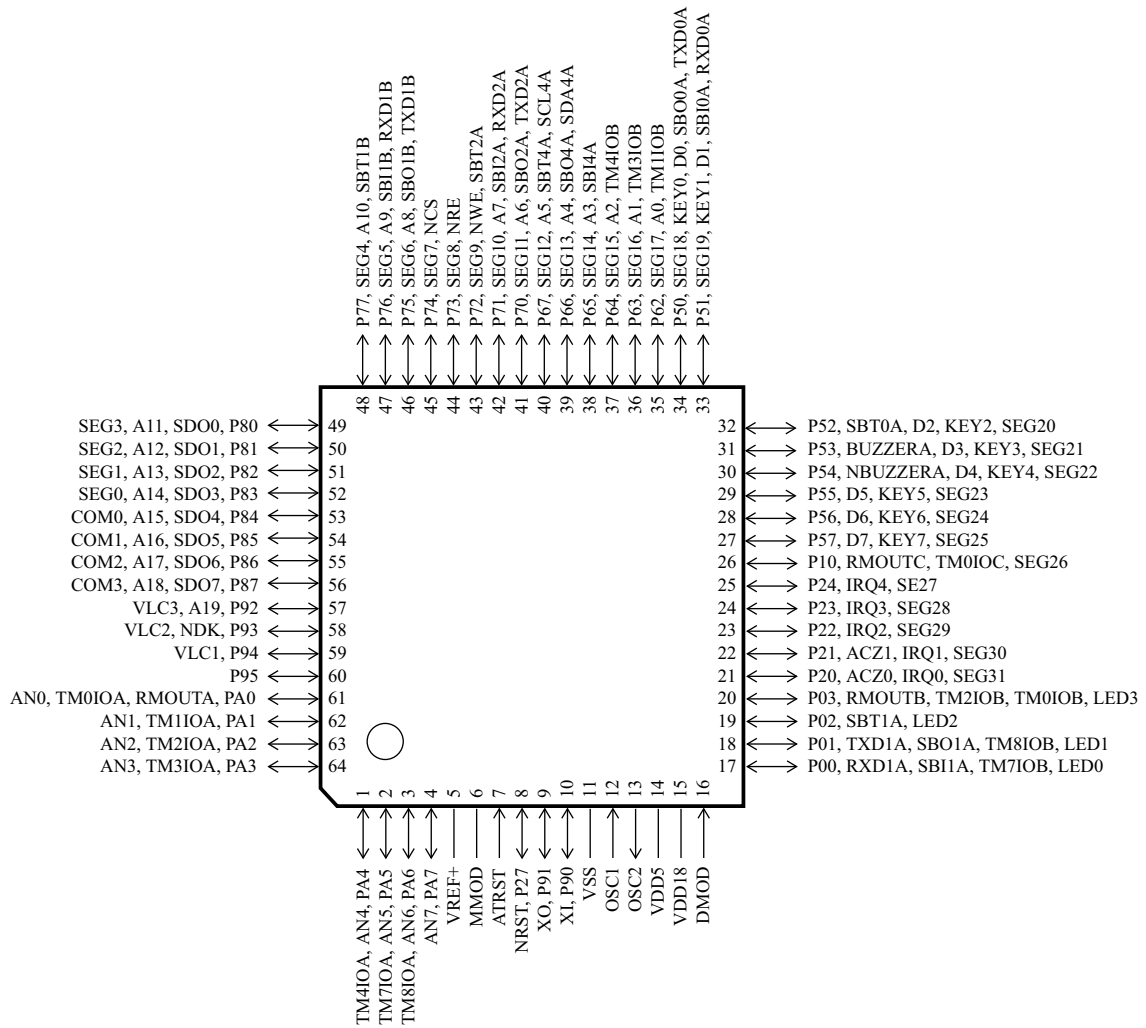 P77, SEG4, A10, SBT1B
P76, SEG5, A9, SBI1B, RXD1B
P75, SEG6, A8, SBO1B, TXD1B
P74, SEG7, NCS
P73, SEG8, NRE
P72, SEG9, NWE, SBT2A
P71, SEG10, A7, SBI2A, RXD2A
P70, SEG11, A6, SBO2A, TXD2A
P67, SEG12, A5, SBT4A, SCL4A
P66, SEG13, A4, SBO4A, SDA4A
P65, SEG14, A3, SBI4A
P64, SEG15, A2, TM4IOB
P63, SEG16, A1, TM3IOB
P62, SEG17, A0, TM1IOB
P50, SEG18, KEY0, D0, SBO0A, TXD0A
P51, SEG19, KEY1, D1, SBI0A, RXD0A
48 47 46 45 44 43 42 41 40 39 38 37 36 35 34 33
SEG3, A11, SDO0, P80 49
SEG2, A12, SDO1, P81 50
SEG1, A13, SDO2, P82 51
SEG0, A14, SDO3, P83 52
COM0, A15, SDO4, P84 53
COM1, A16, SDO5, P85 54
COM2, A17, SDO6, P86 55
COM3, A18, SDO7, P87 56
VLC3, A19, P92 57
VLC2, NDK, P93 58
VLC1, P94 59
P95 60
AN0, TM0IOA, RMOUTA, PA0 61
AN1, TM1IOA, PA1 62
AN2, TM2IOA, PA2 63
AN3, TM3IOA, PA3 64
32 P52, SBT0A, D2, KEY2, SEG20
31 P53, BUZZERA, D3, KEY3, SEG21
30 P54, NBUZZERA, D4, KEY4, SEG22
29 P55, D5, KEY5, SEG23
28 P56, D6, KEY6, SEG24
27 P57, D7, KEY7, SEG25
26 P10, RMOUTC, TM0IOC, SEG26
25 P24, IRQ4, SE27
24 P23, IRQ3, SEG28
23 P22, IRQ2, SEG29
22 P21, ACZ1, IRQ1, SEG30
21 P20, ACZ0, IRQ0, SEG31
20 P03, RMOUTB, TM2IOB, TM0IOB, LED3
19 P02, SBT1A, LED2
18 P01, TXD1A, SBO1A, TM8IOB, LED1
17 P00, RXD1A, SBI1A, TM7IOB, LED0
1 2 3 4 5 6 7 8 9 10 11 12 13 14 15 16
TM4IOA, AN4, PA4
TM7IOA, AN5, PA5
TM8IOA, AN6, PA6
AN7, PA7
VREF+
MMOD
ATRST
NRST, P27
XO, P91
XI, P90
VSS
OSC1
OSC2
VDD5
VDD18
DMOD